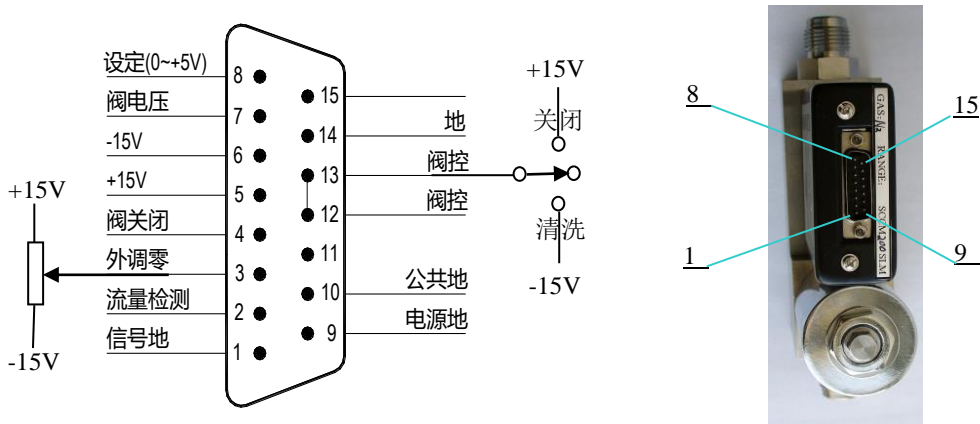 设定(0~+5V)
8
阀电压
7
-15V
6
+15V
5
阀关闭
4
外调零
3
流量检测
2
信号地
1
+15V
-15V
15
地
14
阀控
13
阀控
12
11
公共地
10
电源地
9
+15V
关闭
清洗
-15V
8
15
1
9
GAS: N2 RANGE: 200 SLM